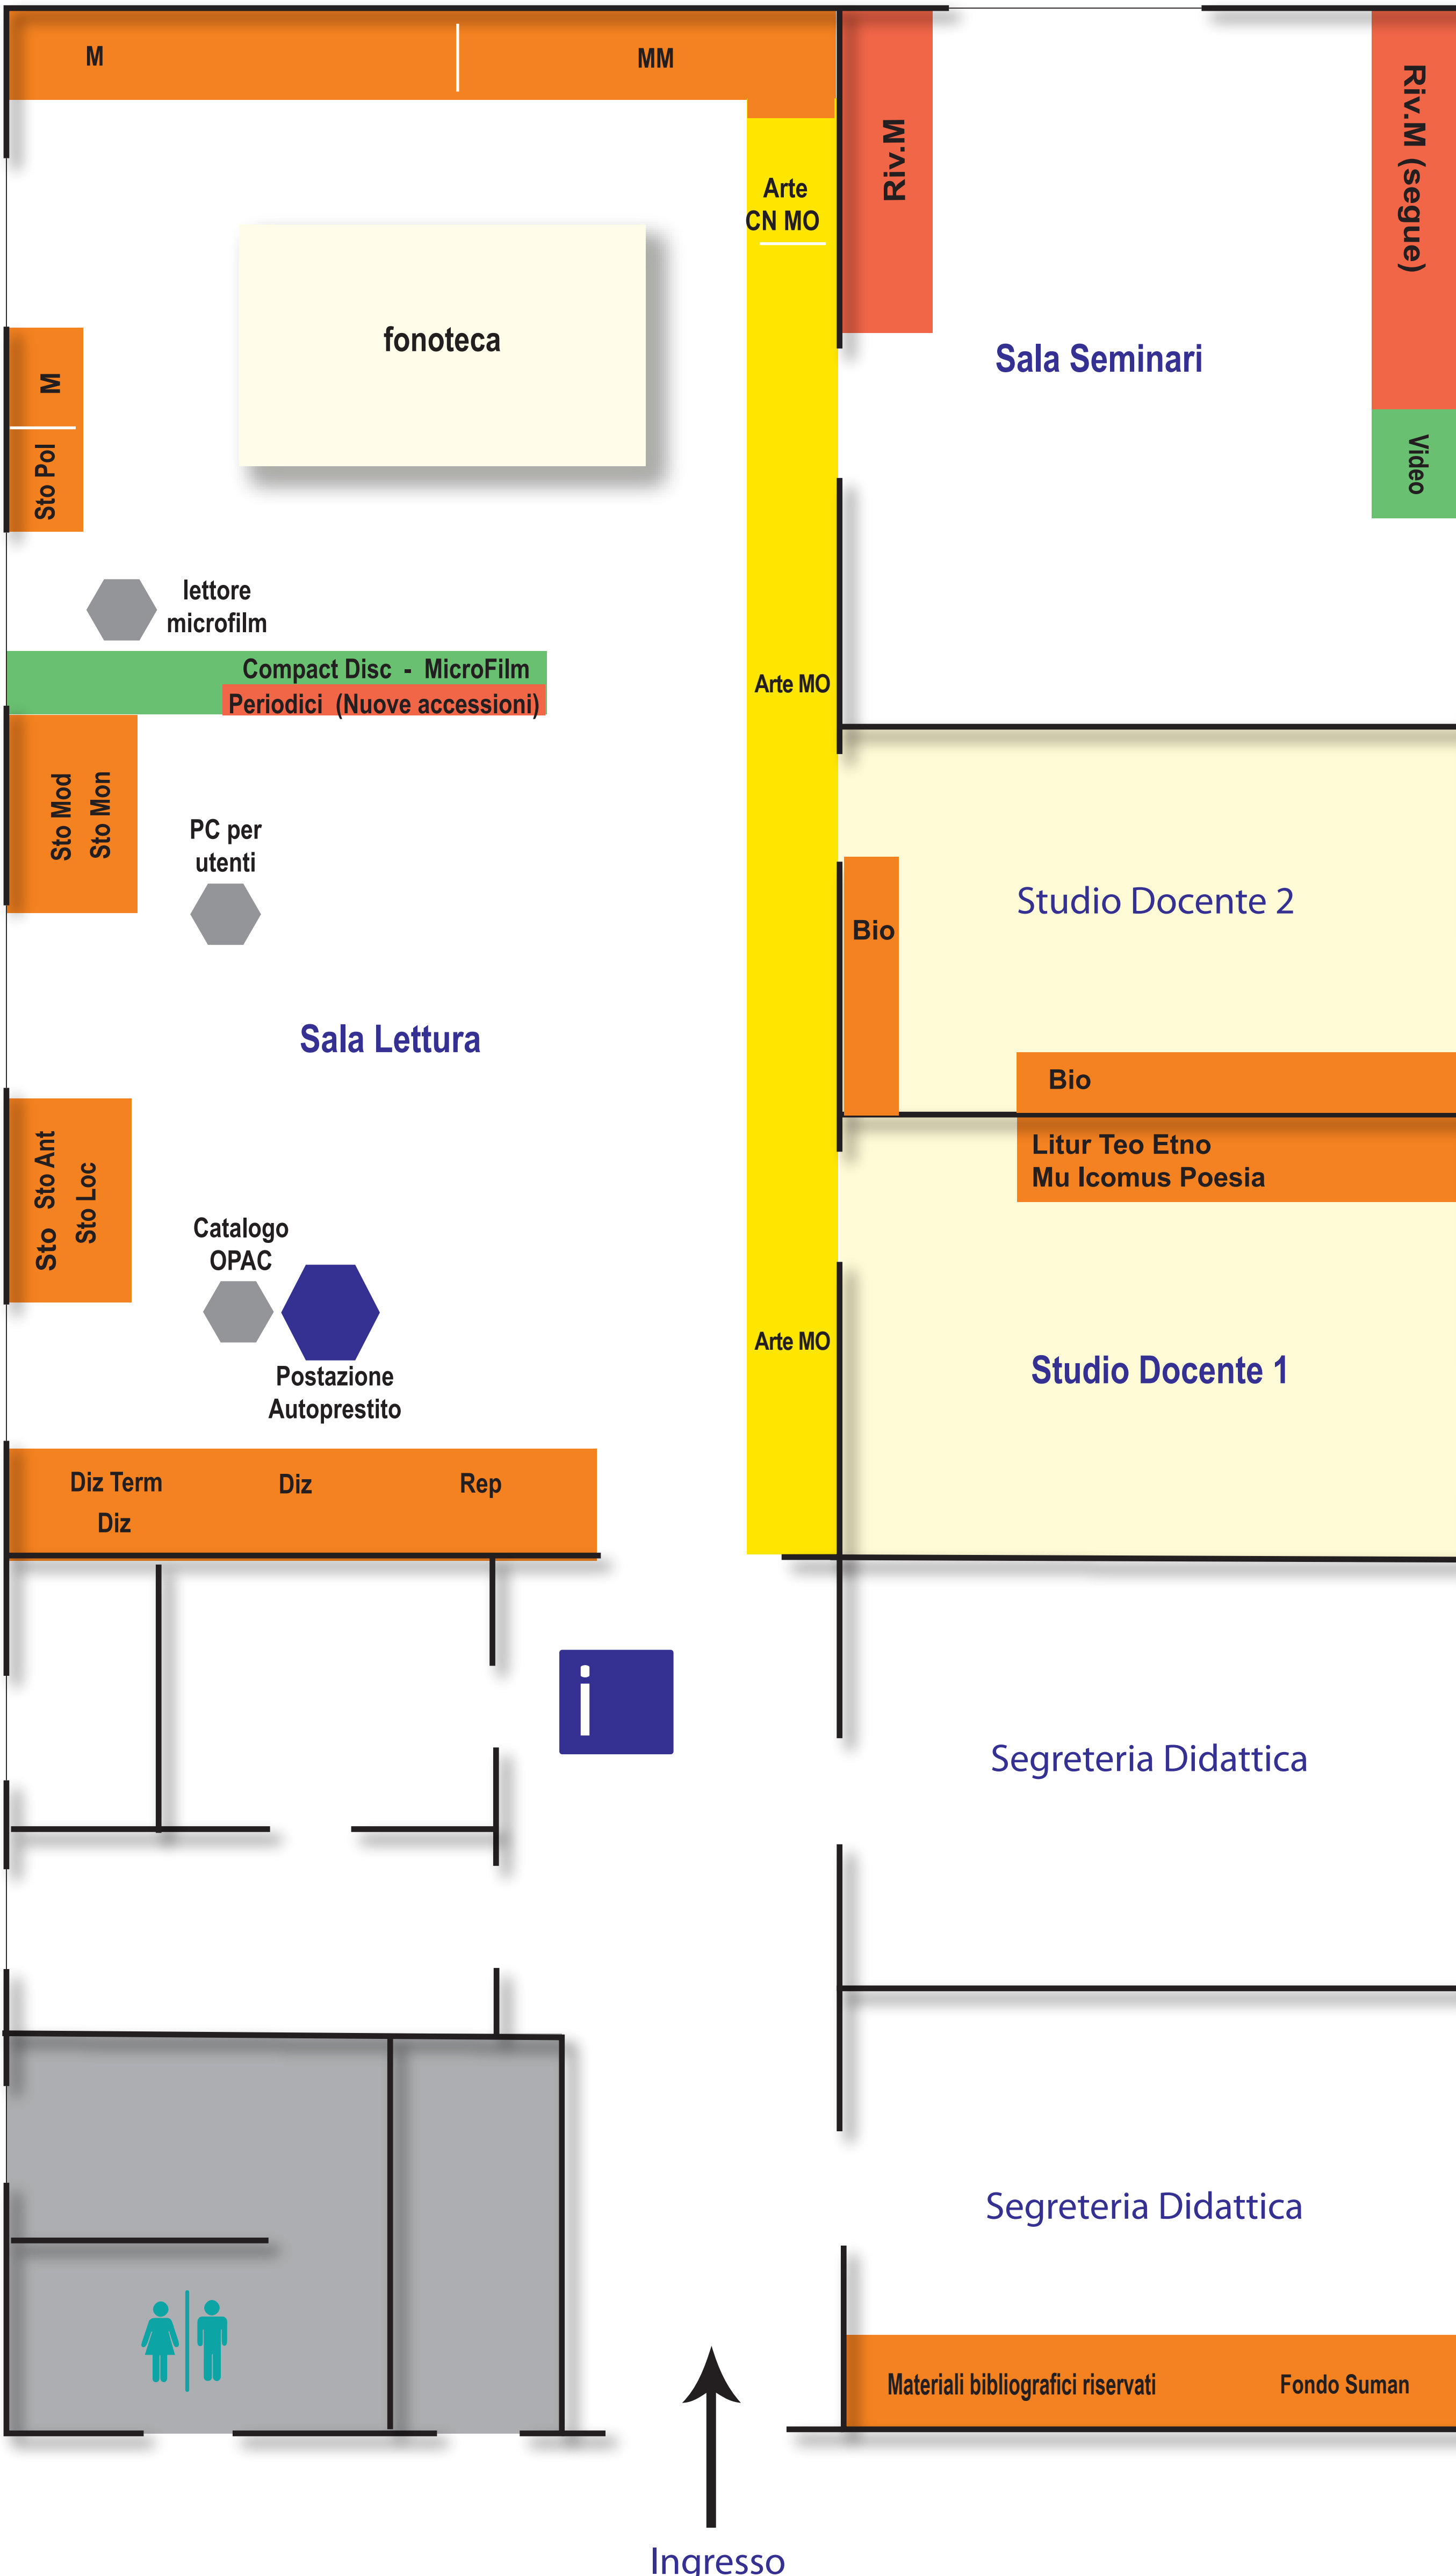 M
MM
Riv.M
Riv.M (segue)
Arte
CN MO
fonoteca
Sala Seminari
M
Sto Pol
Video
lettore
microfilm
Compact Disc - MicroFilm
Periodici (Nuove accessioni)
Arte MO
Sto Mod
Sto Mon
PC per
utenti
Studio Docente 2
Bio
Sala Lettura
Bio
Litur Teo Etno
Mu Icomus Poesia
Sto Sto Ant
Sto Loc
Catalogo
OPAC
Arte MO
Studio Docente 1
Postazione
Autoprestito
Diz Term
Diz
Rep
Diz
i
Segreteria Didattica
Segreteria Didattica
Materiali bibliografici riservati
Fondo Suman
Ingresso